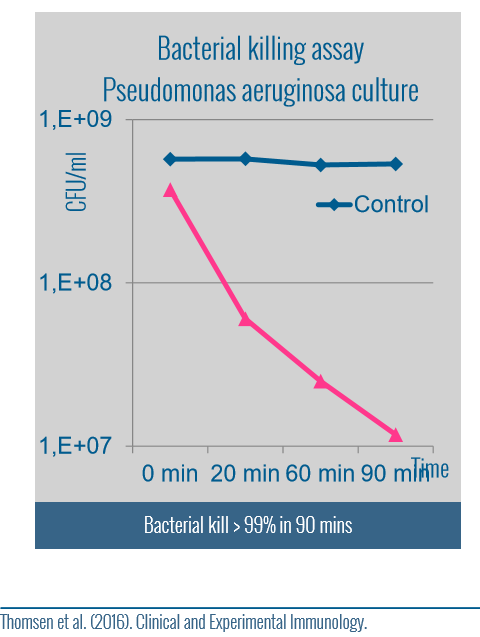 Bacterial killing assay
Pseudomonas aeruginosa culture
1,E+09
CFU/ml
Control
1,E+08
1,E+07
0 min 20 min 60 min 90 min
Time
Bacterial kill > 99% in 90 mins
Thomsen et al. (2016). Clinical and Experimental Immunology.